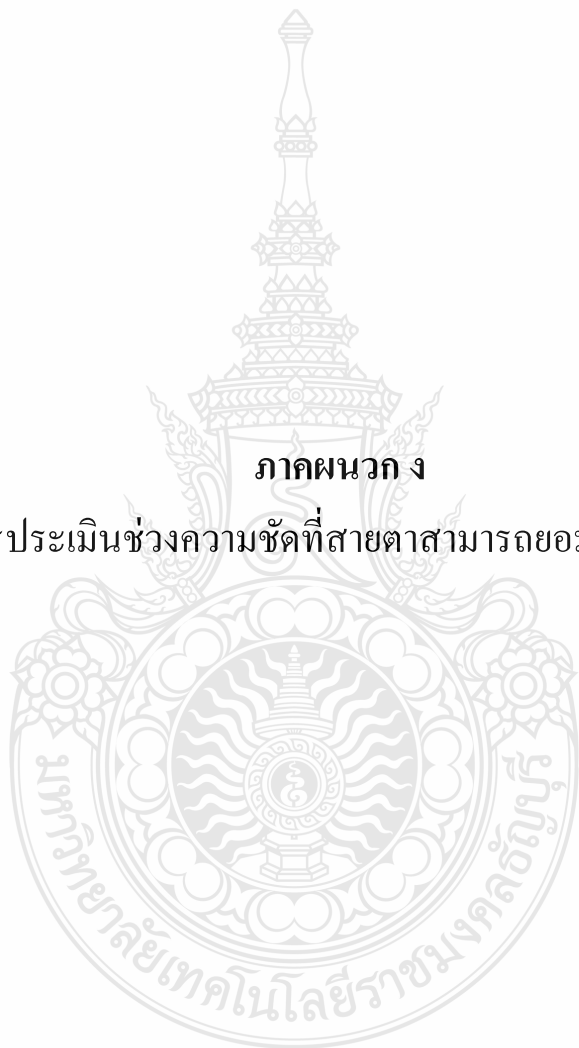 ภาคผนวก ง
ประเมินช่วงความชัดที่สายตาสามารถ
มหาวิทยาลัยเทคโนโลยีราชมงคลธัญบุรี